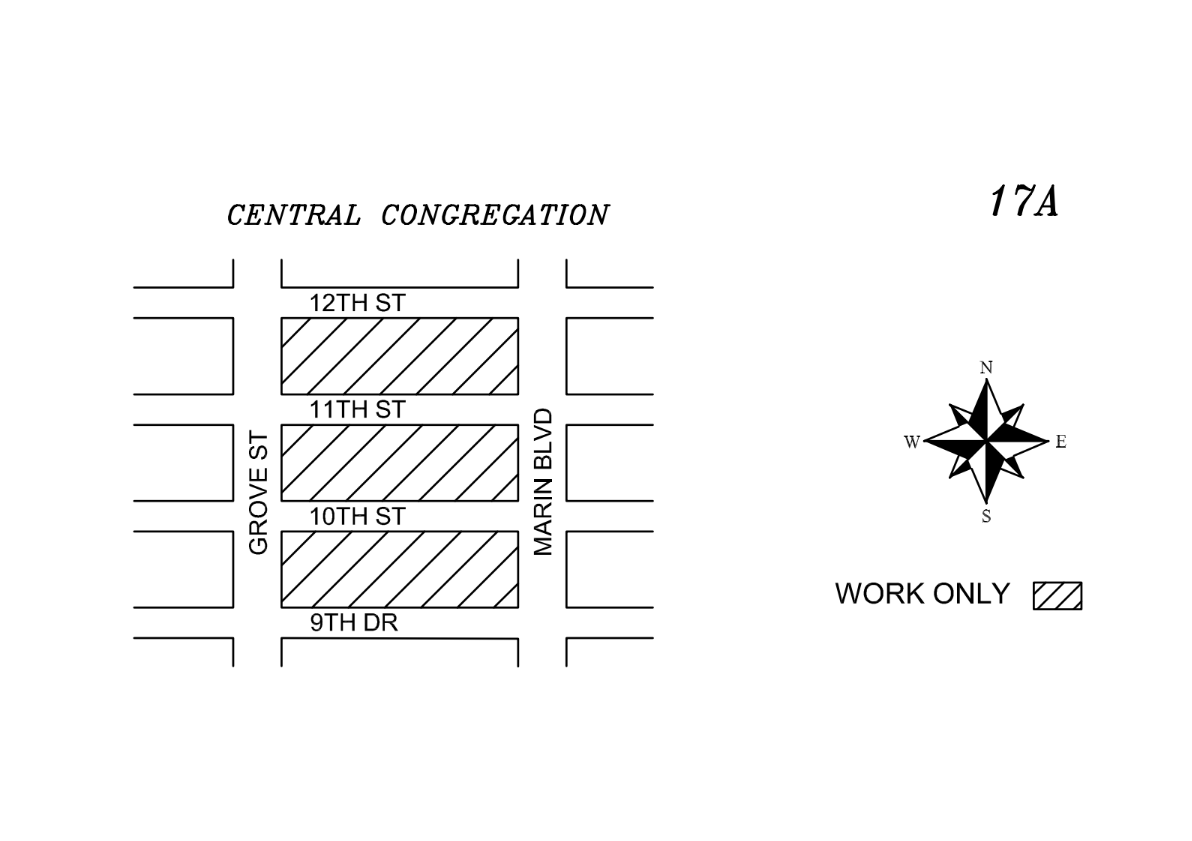 17A
CENTRAL CONGREGATION
12TH ST
11TH ST
GROVE ST
MARIN BLVD
10TH ST
9TH DR
N
W
E
S
WORK ONLY